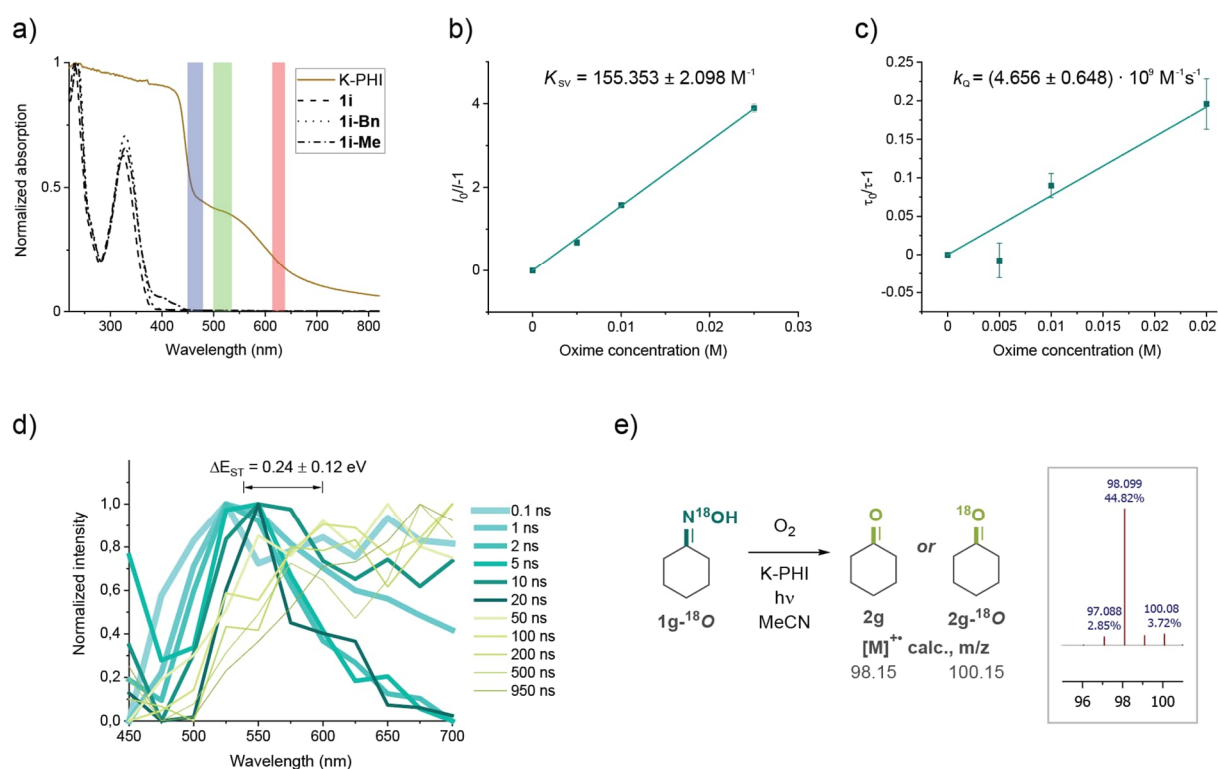 a)
Normalized absorption
1
0.5
0
300 400 500 600 700 800
Wavelength (nm)
K-PHI
1i
1i-Bn
1i-Me
b)
K_SV = 155.353 ± 2.098 M⁻¹
I₀/I-1
4
2
0
0 0.01 0.02 0.03
Oxime concentration (M)
c)
k_Q = (4.656 ± 0.648) · 10⁹ M⁻¹s⁻¹
τ₀/τ-1
0.25
0.20
0.15
0.10
0.05
0
-0.05
0 0.005 0.01 0.015 0.02 0.02
Oxime concentration (M)
d)
ΔE_ST = 0.24 ± 0.12 eV
Normalized intensity
1,0
0,8
0,6
0,4
0,2
0,0
450 500 550 600 650 700
Wavelength (nm)
0.1 ns
1 ns
2 ns
5 ns
10 ns
20 ns
50 ns
100 ns
200 ns
500 ns
950 ns
e)
N¹⁸OH
1g-¹⁸O
O₂
K-PHI
hν
MeCN
O
2g
or
¹⁸O
2g-¹⁸O
[M]⁺• calc., m/z
98.15 100.15
98.099
44.82%
97.088
2.85%
100.08
3.72%
96 98 100